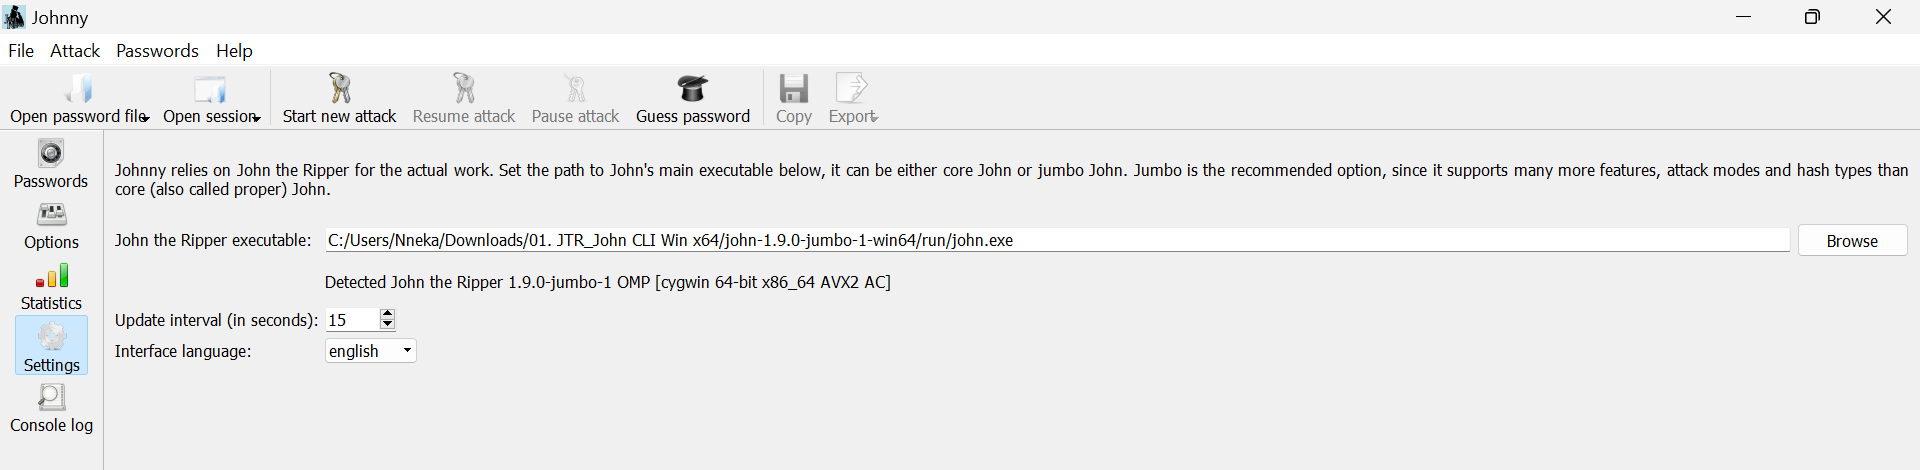 Johnny
File Attack Passwords Help
Open password file Open session Start new attack Resume attack Pause attack Guess password Copy Export
Passwords
Options
Statistics
Settings
Console log
Johnny relies on John the Ripper for the actual work. Set the path to John's main executable below, it can be either core John or jumbo John. Jumbo is the recommended option, since it supports many more features, attack modes and hash types than
core (also called proper) John.
John the Ripper executable: C:/Users/Nneka/Downloads/01. JTR_John CLI Win x64/john-1.9.0-jumbo-1-win64/run/john.exe Browse
Detected John the Ripper 1.9.0-jumbo-1 OMP [cygwin 64-bit x86_64 AVX2 AC]
Update interval (in seconds): 15
Interface language: english